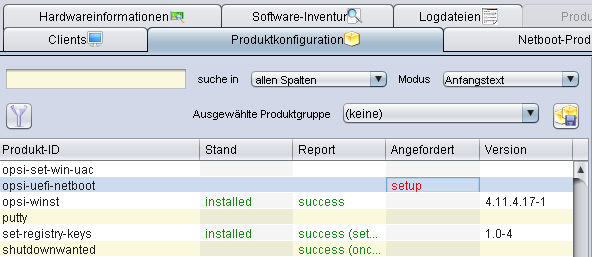 Hardwareinformationen Software-Inventur Logdateien Produ
Clients Produktkonfiguration Netboot-Prod
suche in allen Spalten Modus Anfangstext
Ausgewählte Produktgruppe (keine)
Produkt-ID Stand Report Angefordert Version
opsi-set-win-uac
opsi-uefi-netboot setup
opsi-winst installed success 4.11.4.17-1
putty
set-registry-keys installed success (set... 1.0-4
shutdownwanted success (onc...